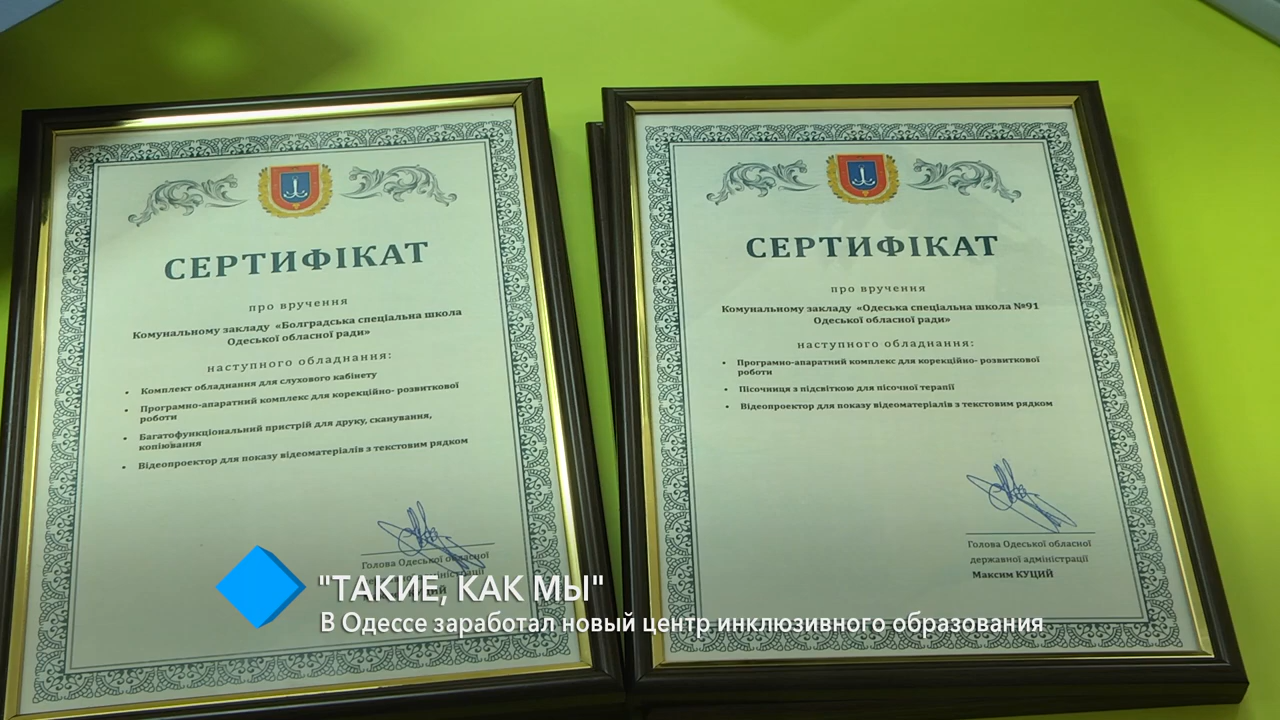 СЕРТИФІКАТ
про вручення
Комунальному закладу «Болградська спеціальна школа
Одеської обласної ради»
наступного обладнання:
• Комплект обладнання для слухового кабінету
• Програмно-апаратний комплекс для корекційно- розвиткової
роботи
• Багатофункціональний пристрій для друку, сканування,
копіювання
• Відеопроектор для показу відеоматеріалів з текстовим рядком
Голова Одеської обласної
СЕРТИФІКАТ
про вручення
Комунальному закладу «Одеська спеціальна школа №91
Одеської обласної ради»
наступного обладнання:
• Програмно-апаратний комплекс для корекційно- розвиткової
роботи
• Пісочниця з підсвіткою для пісочної терапії
• Відеопроектор для показу відеоматеріалів з текстовим рядком
Голова Одеської обласної
державної адміністрації
Максим КУЦИЙ
"ТАКИЕ, КАК МЫ"
В Одессе заработал новый центр инклюзивного образования